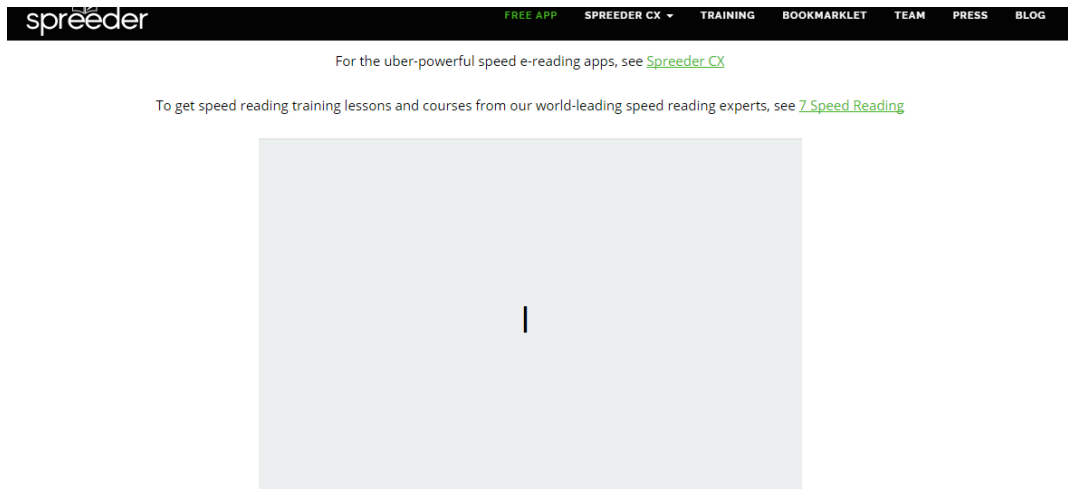 spreeder
FREE APP SPREEDER CX TRAINING BOOKMARKLET TEAM PRESS BLOG
For the uber-powerful speed e-reading apps, see Spreeder CX
To get speed reading training lessons and courses from our world-leading speed reading experts, see 7 Speed Reading
I